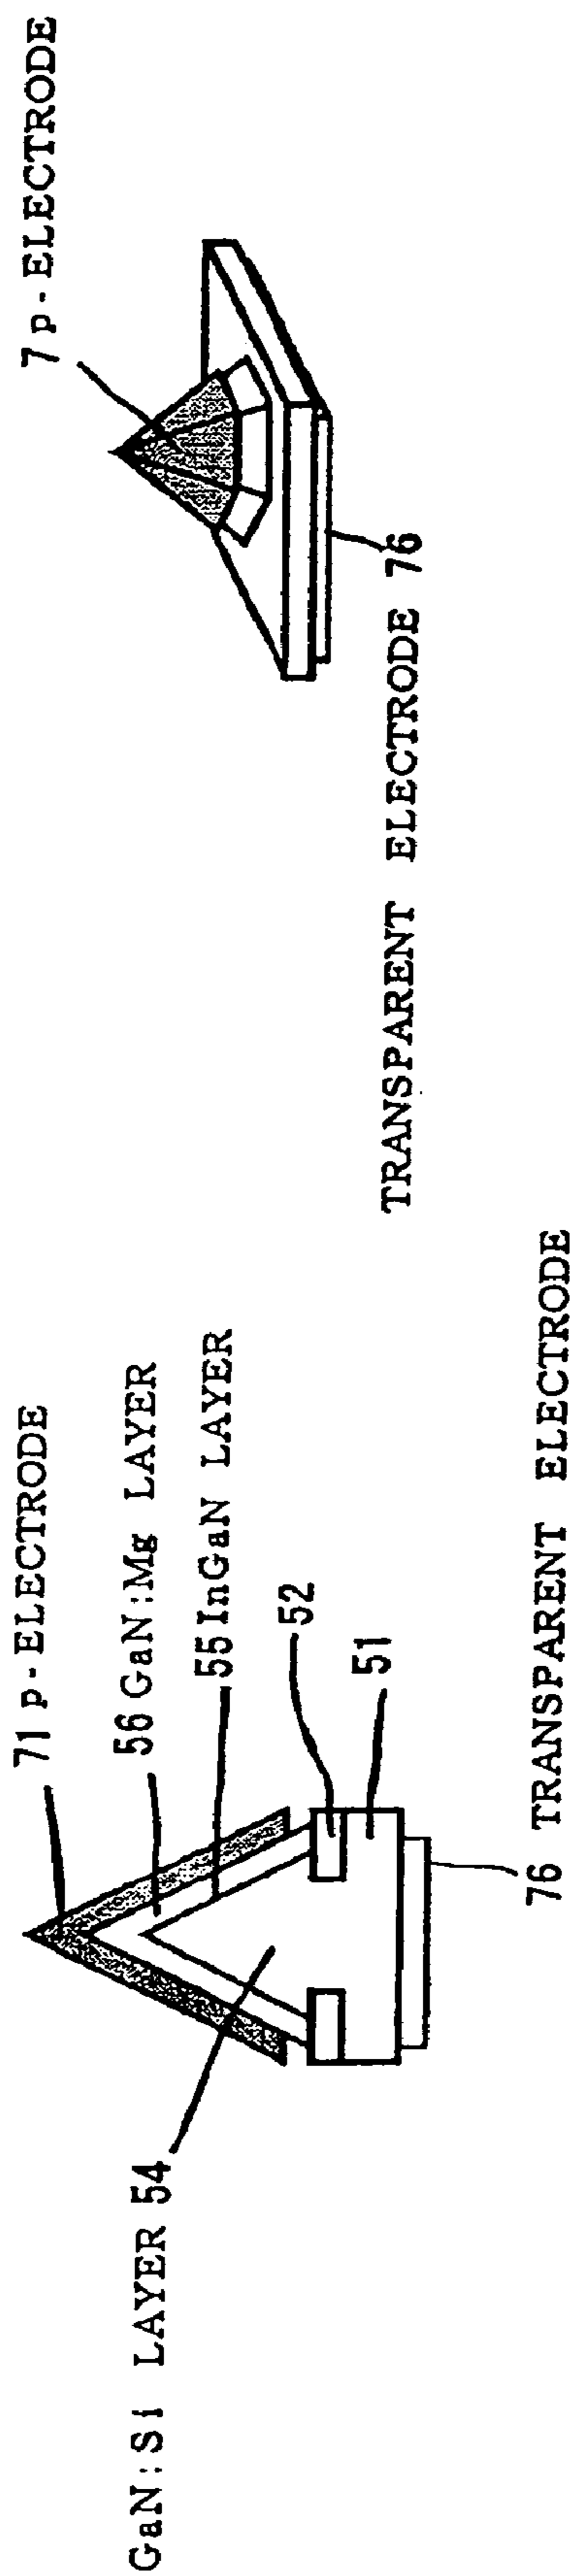 71 p-ELECTRODE
56 GaN:Mg LAYER
55 InGaN LAYER
52
51
GaN:Si LAYER 54
76 TRANSPARENT ELECTRODE
7 p-ELECTRODE
TRANSPARENT ELECTRODE 76